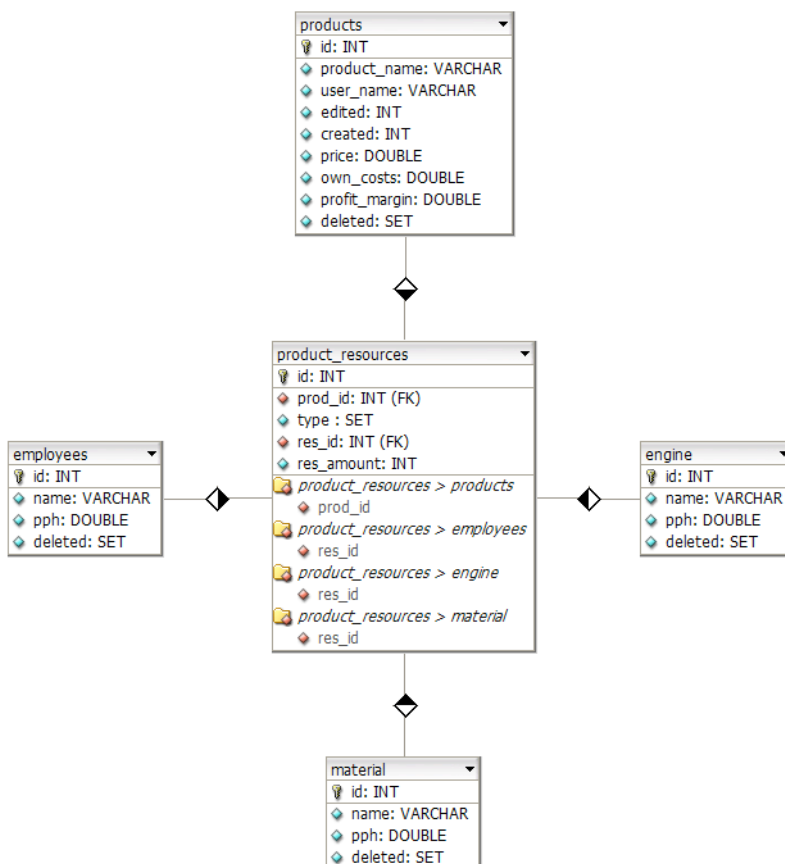 products
id: INT
product_name: VARCHAR
user_name: VARCHAR
edited: INT
created: INT
price: DOUBLE
own_costs: DOUBLE
profit_margin: DOUBLE
deleted: SET
product_resources
id: INT
prod_id: INT (FK)
type : SET
res_id: INT (FK)
res_amount: INT
product_resources > products
prod_id
product_resources > employees
res_id
product_resources > engine
res_id
product_resources > material
res_id
employees
id: INT
name: VARCHAR
pph: DOUBLE
deleted: SET
engine
id: INT
name: VARCHAR
pph: DOUBLE
deleted: SET
material
id: INT
name: VARCHAR
pph: DOUBLE
deleted: SET